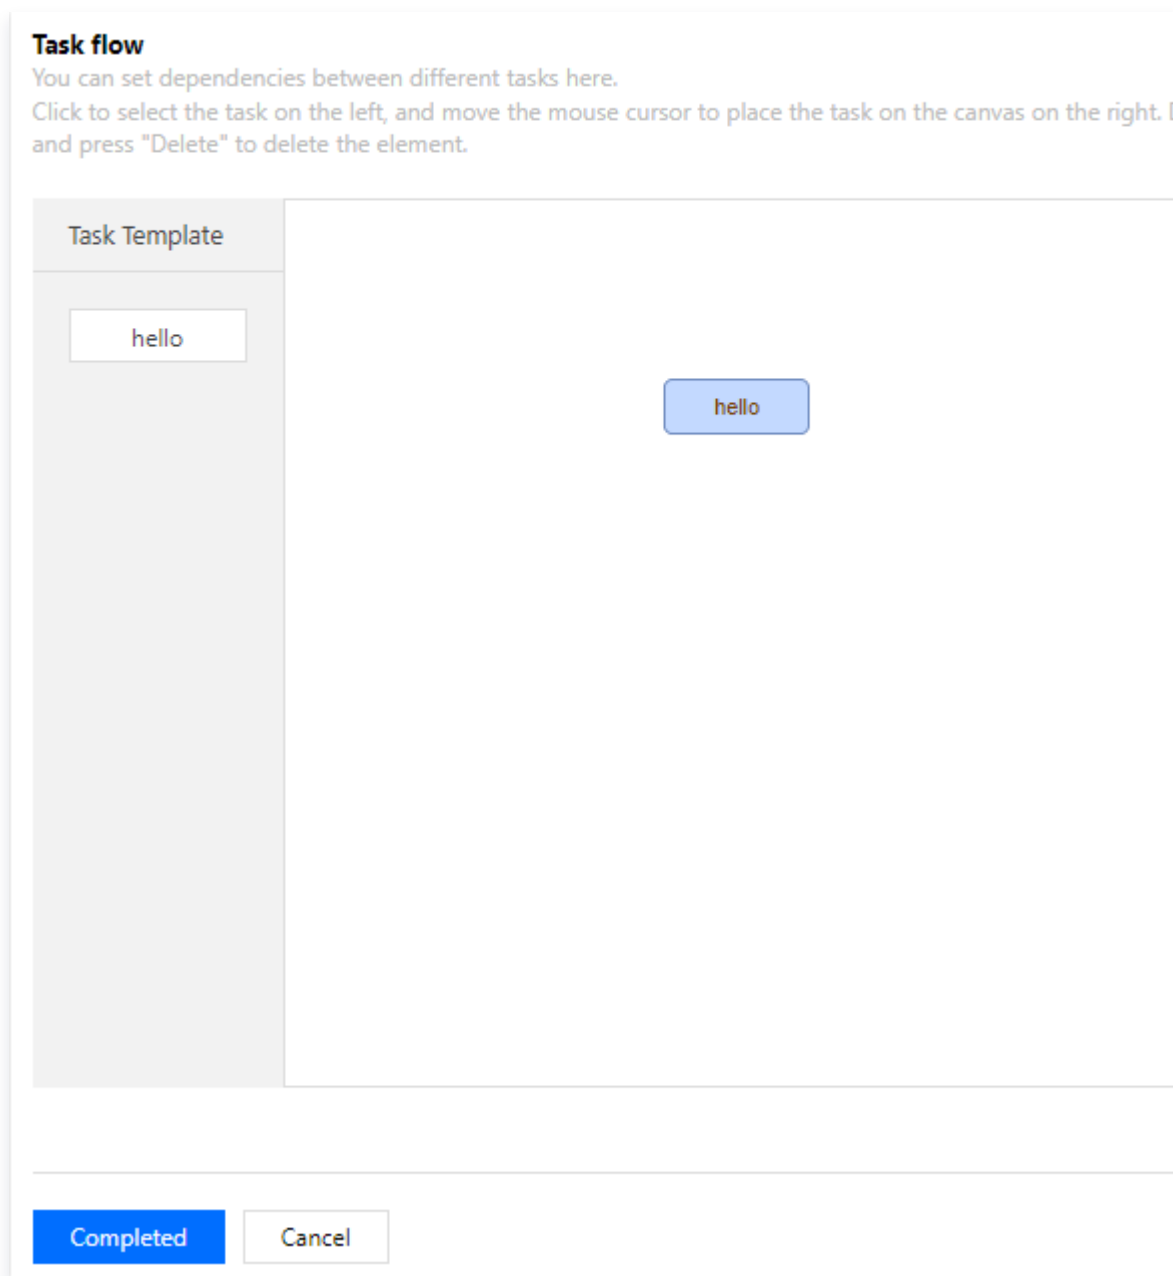 Task flow
You can set dependencies between different tasks here.
Click to select the task on the left, and move the mouse cursor to place the task on the canvas on the right.
and press "Delete" to delete the element.
Task Template
hello
hello
Completed
Cancel